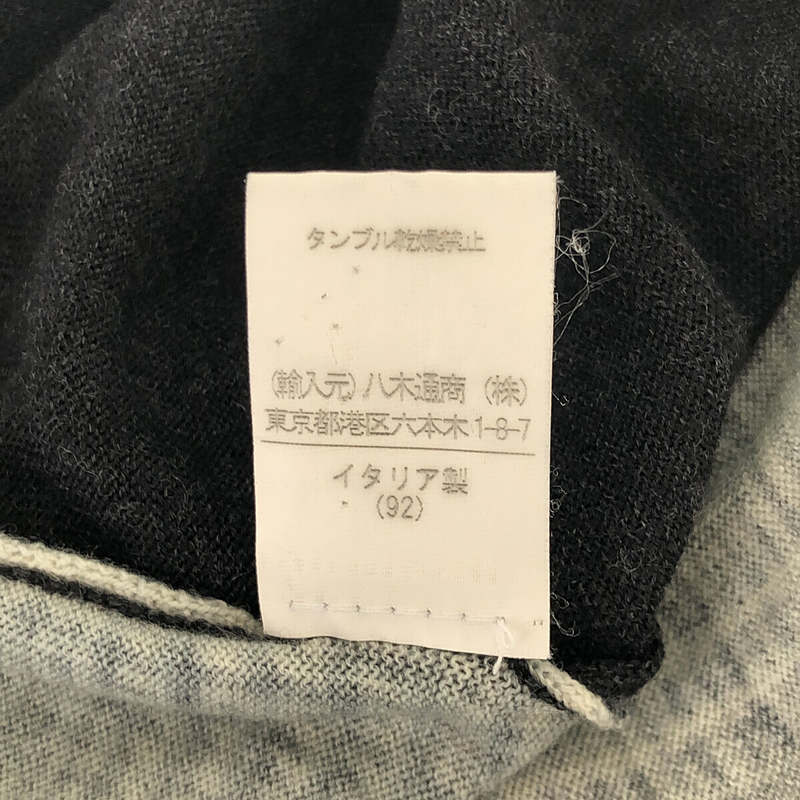 タンブル乾燥禁止
(輸入元) 八木通商 (株)
東京都港区六本木1-8-7
イタリア製
(92)